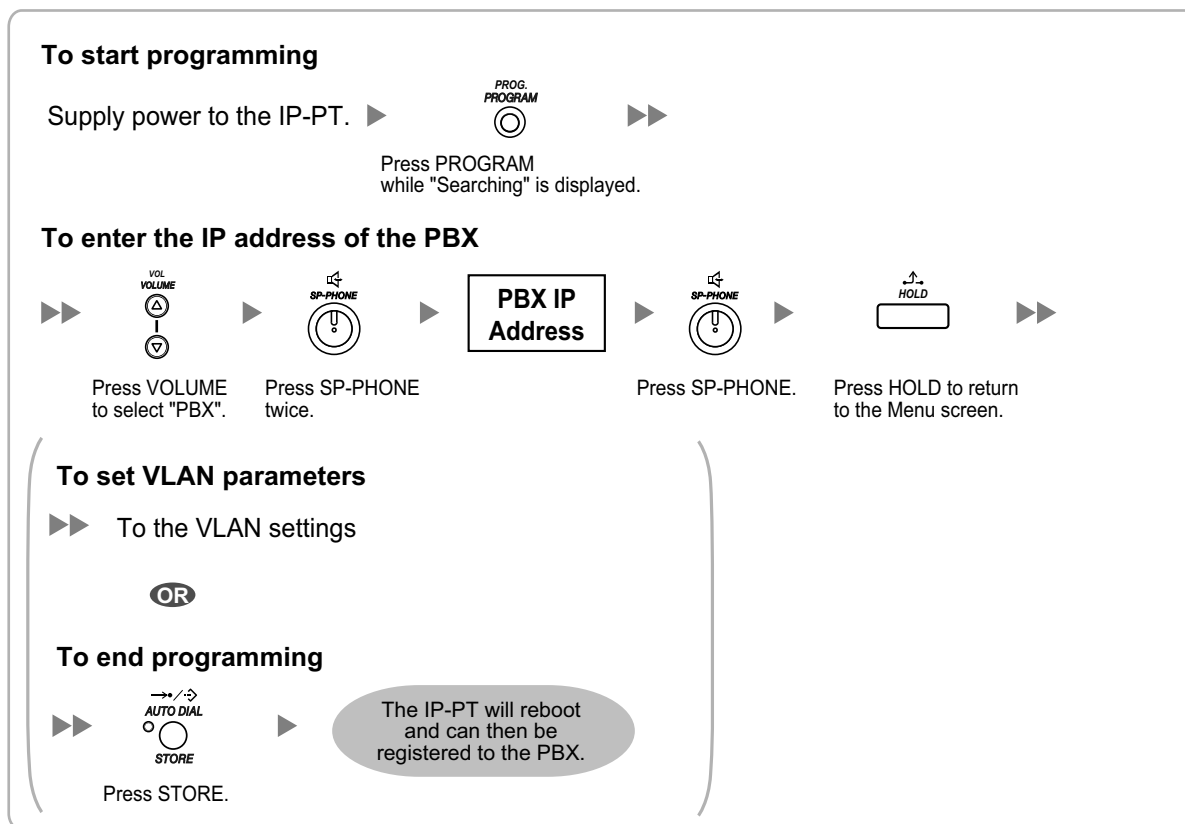 To start programming
Supply power to the IP-PT.
PROG.
PROGRAM
Press PROGRAM
while "Searching" is displayed.
To enter the IP address of the PBX
VOL
VOLUME
Press VOLUME
to select "PBX".
SP-PHONE
Press SP-PHONE
twice.
PBX IP
Address
SP-PHONE
Press SP-PHONE.
HOLD
Press HOLD to return
to the Menu screen.
To set VLAN parameters
To the VLAN settings
OR
To end programming
AUTO DIAL
STORE
Press STORE.
The IP-PT will reboot
and can then be
registered to the PBX.